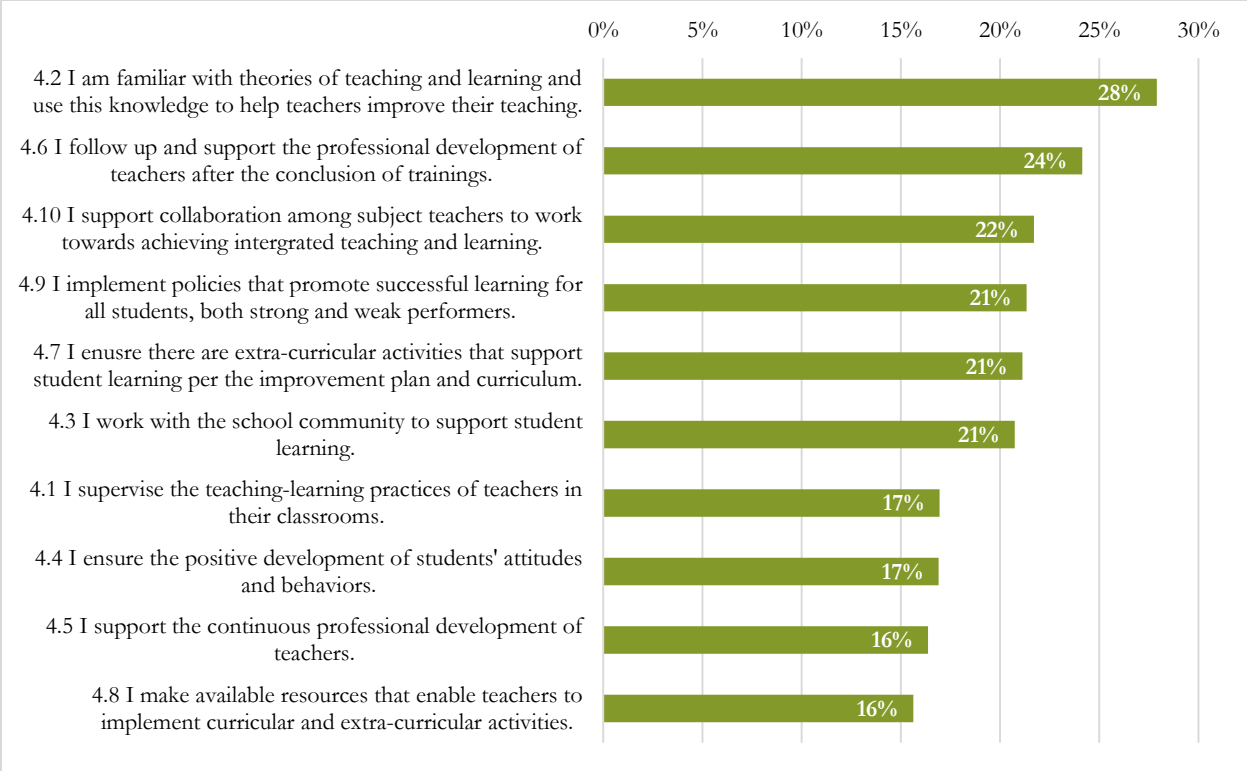 0% 5% 10% 15% 20% 25% 30%
4.2 I am familiar with theories of teaching and learning and
use this knowledge to help teachers improve their teaching.
28%
4.6 I follow up and support the professional development of
teachers after the conclusion of trainings.
24%
4.10 I support collaboration among subject teachers to work
towards achieving intergrated teaching and learning.
22%
4.9 I implement policies that promote successful learning for
all students, both strong and weak performers.
21%
4.7 I enusre there are extra-curricular activities that support
student learning per the improvement plan and curriculum.
21%
4.3 I work with the school community to support student
learning.
21%
4.1 I supervise the teaching-learning practices of teachers in
their classrooms.
17%
4.4 I ensure the positive development of students' attitudes
and behaviors.
17%
4.5 I support the continuous professional development of
teachers.
16%
4.8 I make available resources that enable teachers to
implement curricular and extra-curricular activities.
16%